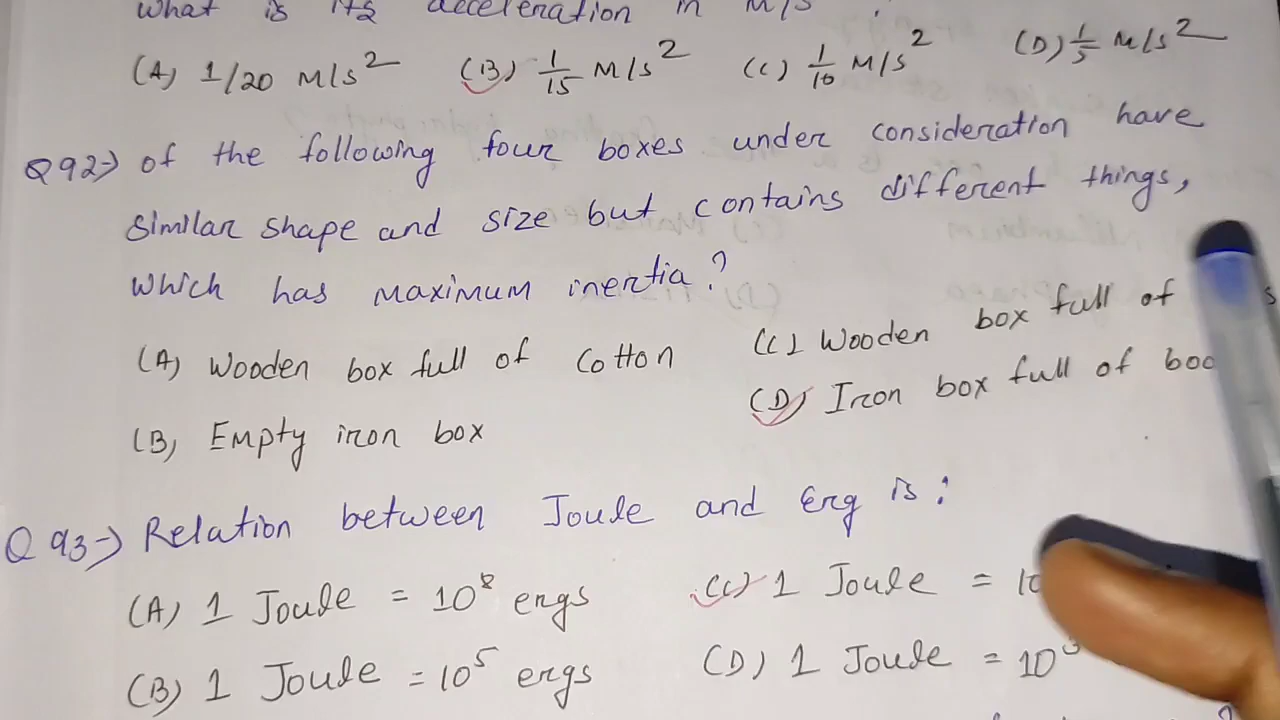 What is its acceleration in m/s
(A) 1/20 m/s² (B) 1/15 m/s² (C) 1/10 m/s² (D) 1/5 m/s²
Q 92→) of the following four boxes under consideration have
similar shape and size but contains different things,
which has maximum inertia?
(A) Wooden box full of cotton (C) Wooden box full of
(B) Empty iron box (D) Iron box full of
Q 93→) Relation between Joule and Erg is:
(A) 1 Joule = 10⁸ ergs (C) 1 Joule =
(B) 1 Joule = 10⁵ ergs (D) 1 Joule = 10³